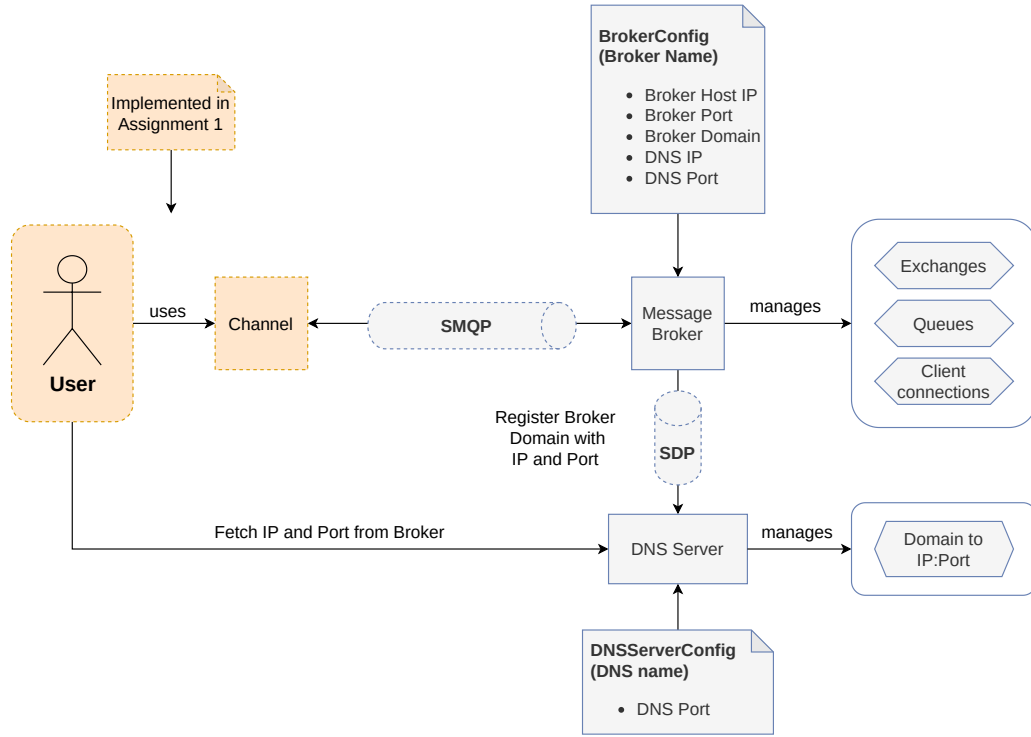 BrokerConfig
(Broker Name)
Broker Host IP
Broker Port
Broker Domain
DNS IP
DNS Port
Implemented in
Assignment 1
User
uses
Channel
SMQP
Message
Broker
manages
Exchanges
Queues
Client
connections
Register Broker
Domain with
IP and Port
SDP
Fetch IP and Port from Broker
DNS Server
manages
Domain to
IP:Port
DNSServerConfig
(DNS name)
DNS Port